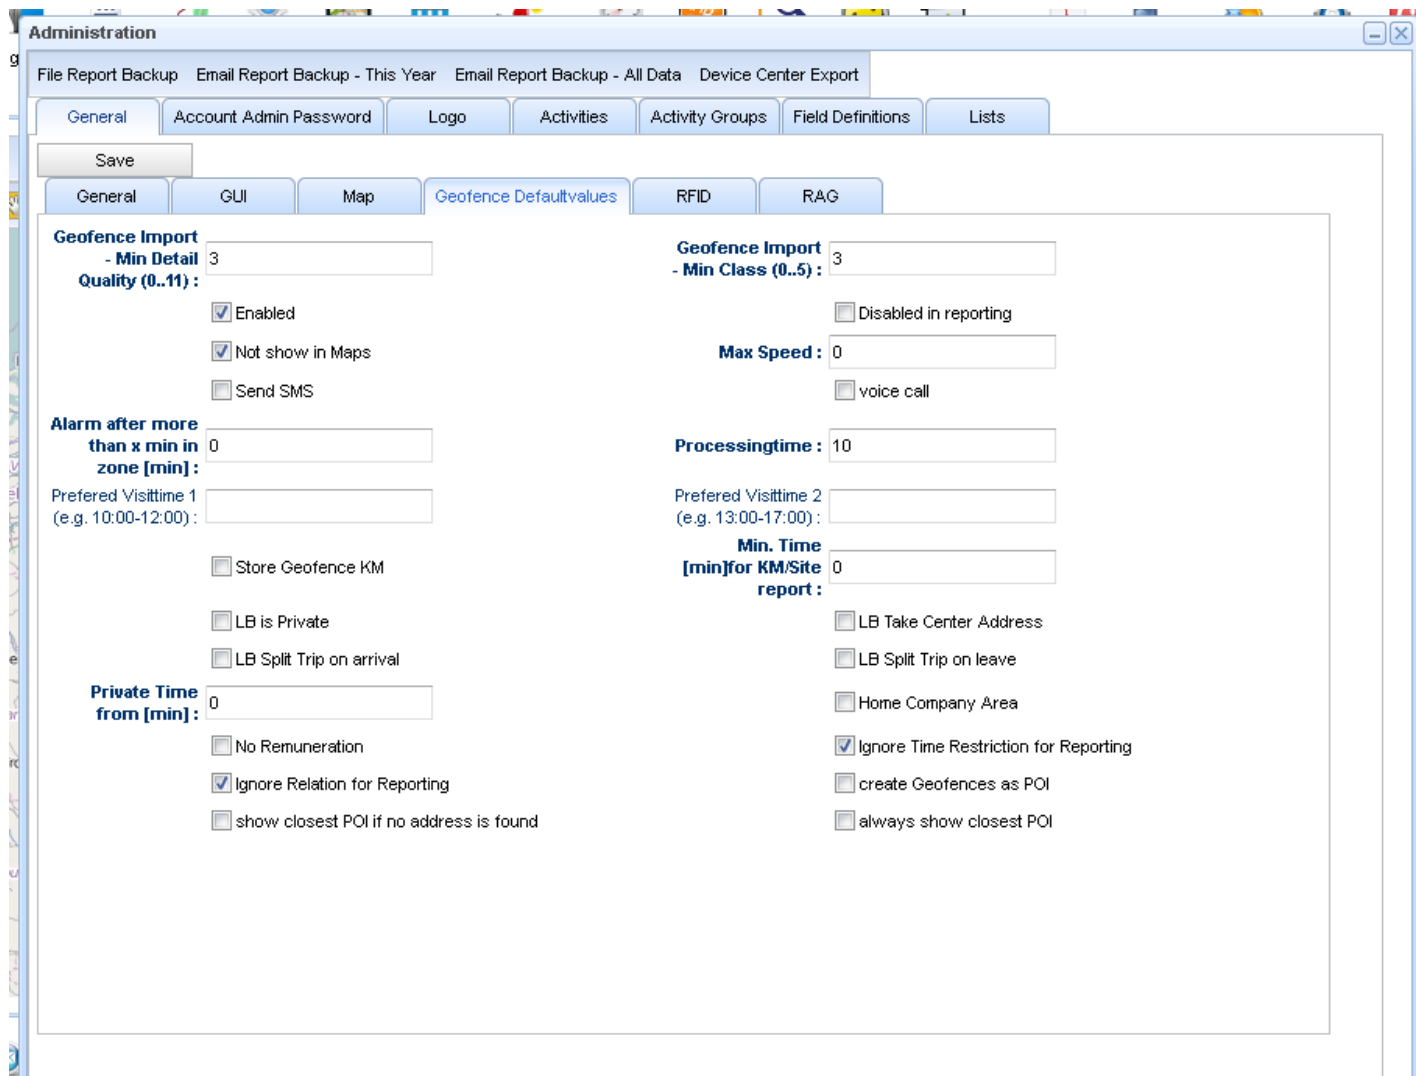 Administration
File Report Backup Email Report Backup - This Year Email Report Backup - All Data Device Center Export
General Account Admin Password Logo Activities Activity Groups Field Definitions Lists
Save
General GUI Map Geofence Defaultvalues RFID RAG
Geofence Import
- Min Detail
Quality (0..11) :
3
Geofence Import
- Min Class (0..5) :
3
Enabled
Disabled in reporting
Not show in Maps
Max Speed : 0
Send SMS
voice call
Alarm after more
than x min in
zone [min] :
0
Processingtime : 10
Prefered Visittime 1
(e.g. 10:00-12:00) :
Prefered Visittime 2
(e.g. 13:00-17:00) :
Store Geofence KM
Min. Time
[min]for KM/Site
report :
0
LB is Private
LB Take Center Address
LB Split Trip on arrival
LB Split Trip on leave
Private Time
from [min] :
0
Home Company Area
No Remuneration
Ignore Time Restriction for Reporting
Ignore Relation for Reporting
create Geofences as POI
show closest POI if no address is found
always show closest POI